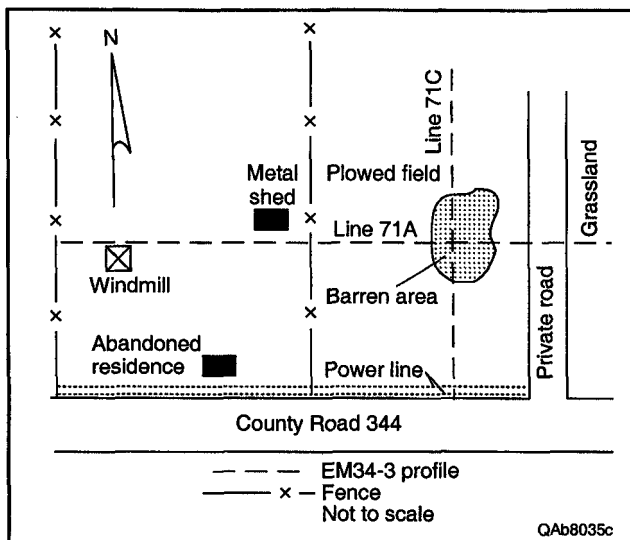 N
Line 71C
Metal
shed
Plowed field
Grassland
Line 71A
Windmill
Barren area
Private road
Abandoned
residence
Power line
County Road 344
EM34-3 profile
x Fence
Not to scale
QAb8035c